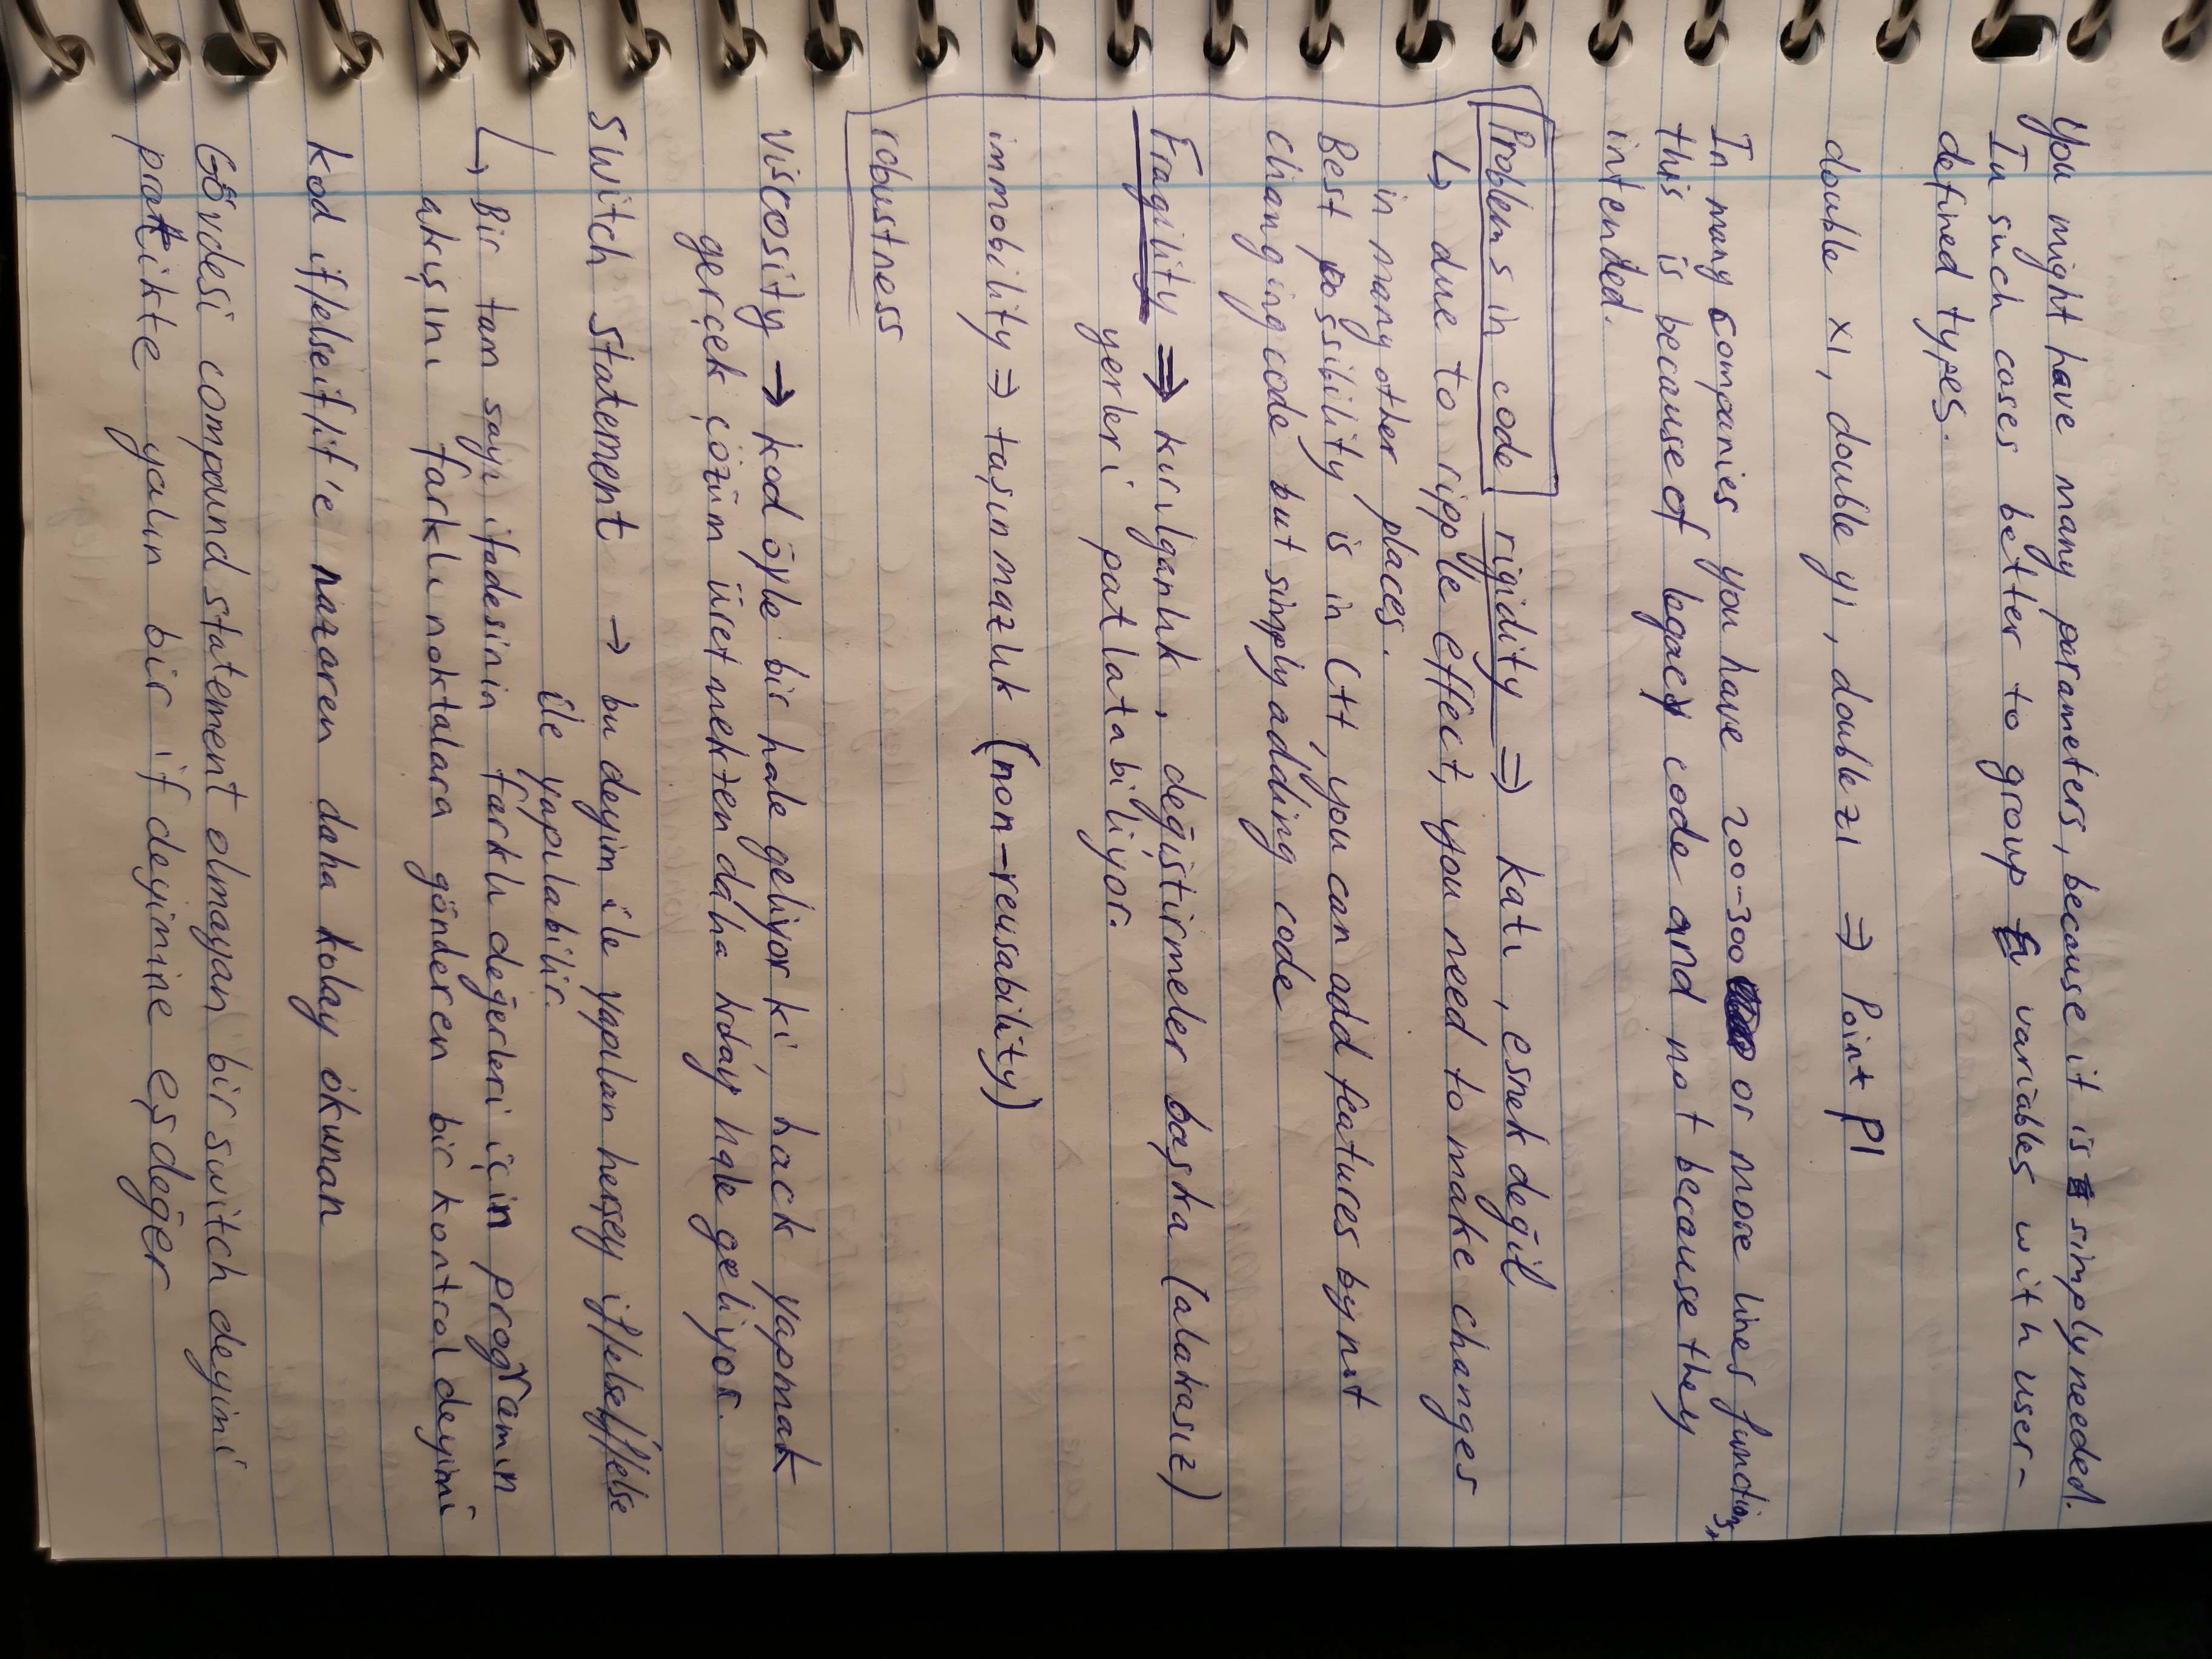 You might have many parameters, because it is simply needed.
In such cases better to group variables with user-
defined types.
double x1, double y1, double z1 ⇒ Point P1
In many companies you have 200-300 or more lines functions,
this is because of legacy code and not because they
intended.
Problems in code rigidity ⇒ katı, esnek değil
↳ due to ripple effect, you need to make changes
in many other places.
Best possibility is in C++, you can add features by not
changing code but simply adding code
Fragility ⇒ kırılganlık, değiştirmeler başka (alakasız)
yerleri patlatabiliyor.
immobility ⇒ taşınmazlık (non-reusability)
robustness
viscosity → kod öyle bir hale geliyor ki, hack yapmak
gerçek çözüm üretmekten daha kolay hale geliyor.
switch statement → bu deyim ile yapılan herşey if/elseif/else
ile yapılabilir.
↳ Bir tam sayı ifadesinin farklı değerleri için programın
akışını farklı noktalara gönderen bir kontrol deyimi
kod if/elseif/if'e nazaren daha kolay okunan
Gövdesi compound statement olmayan bir switch deyimi
pratikte yalın bir if deyimine eşdeğer